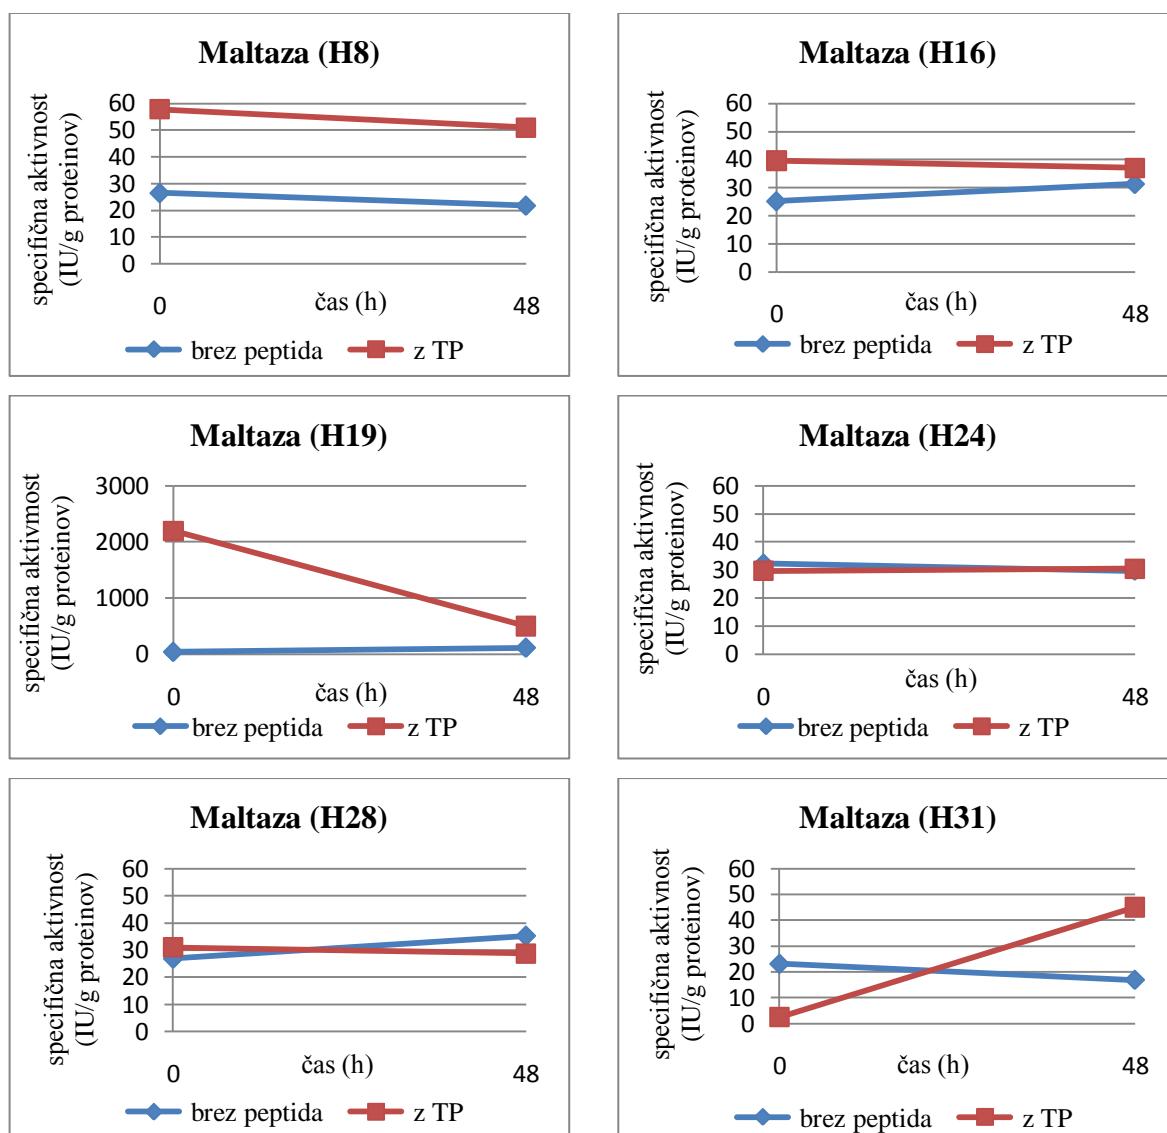 Maltaza (H8)
specifična aktivnost
(IU/g proteinov)
60
50
40
30
20
10
0
0
48
čas (h)
brez peptida
z TP
Maltaza (H16)
specifična aktivnost
(IU/g proteinov)
60
50
40
30
20
10
0
0
48
čas (h)
brez peptida
z TP
Maltaza (H19)
specifična aktivmost
(IU/g proteinov)
3000
2000
1000
0
0
48
čas (h)
brez peptida
z TP
Maltaza (H24)
specifična aktivnost
(IU/g proteinov)
60
50
40
30
20
10
0
0
48
čas (h)
brez peptida
z TP
Maltaza (H28)
specifična aktivnost
(IU/g proteinov)
60
50
40
30
20
10
0
0
48
čas (h)
brez peptida
z TP
Maltaza (H31)
specifična aktivnost
(IU/g proteinov)
60
50
40
30
20
10
0
0
48
čas (h)
brez peptida
z TP